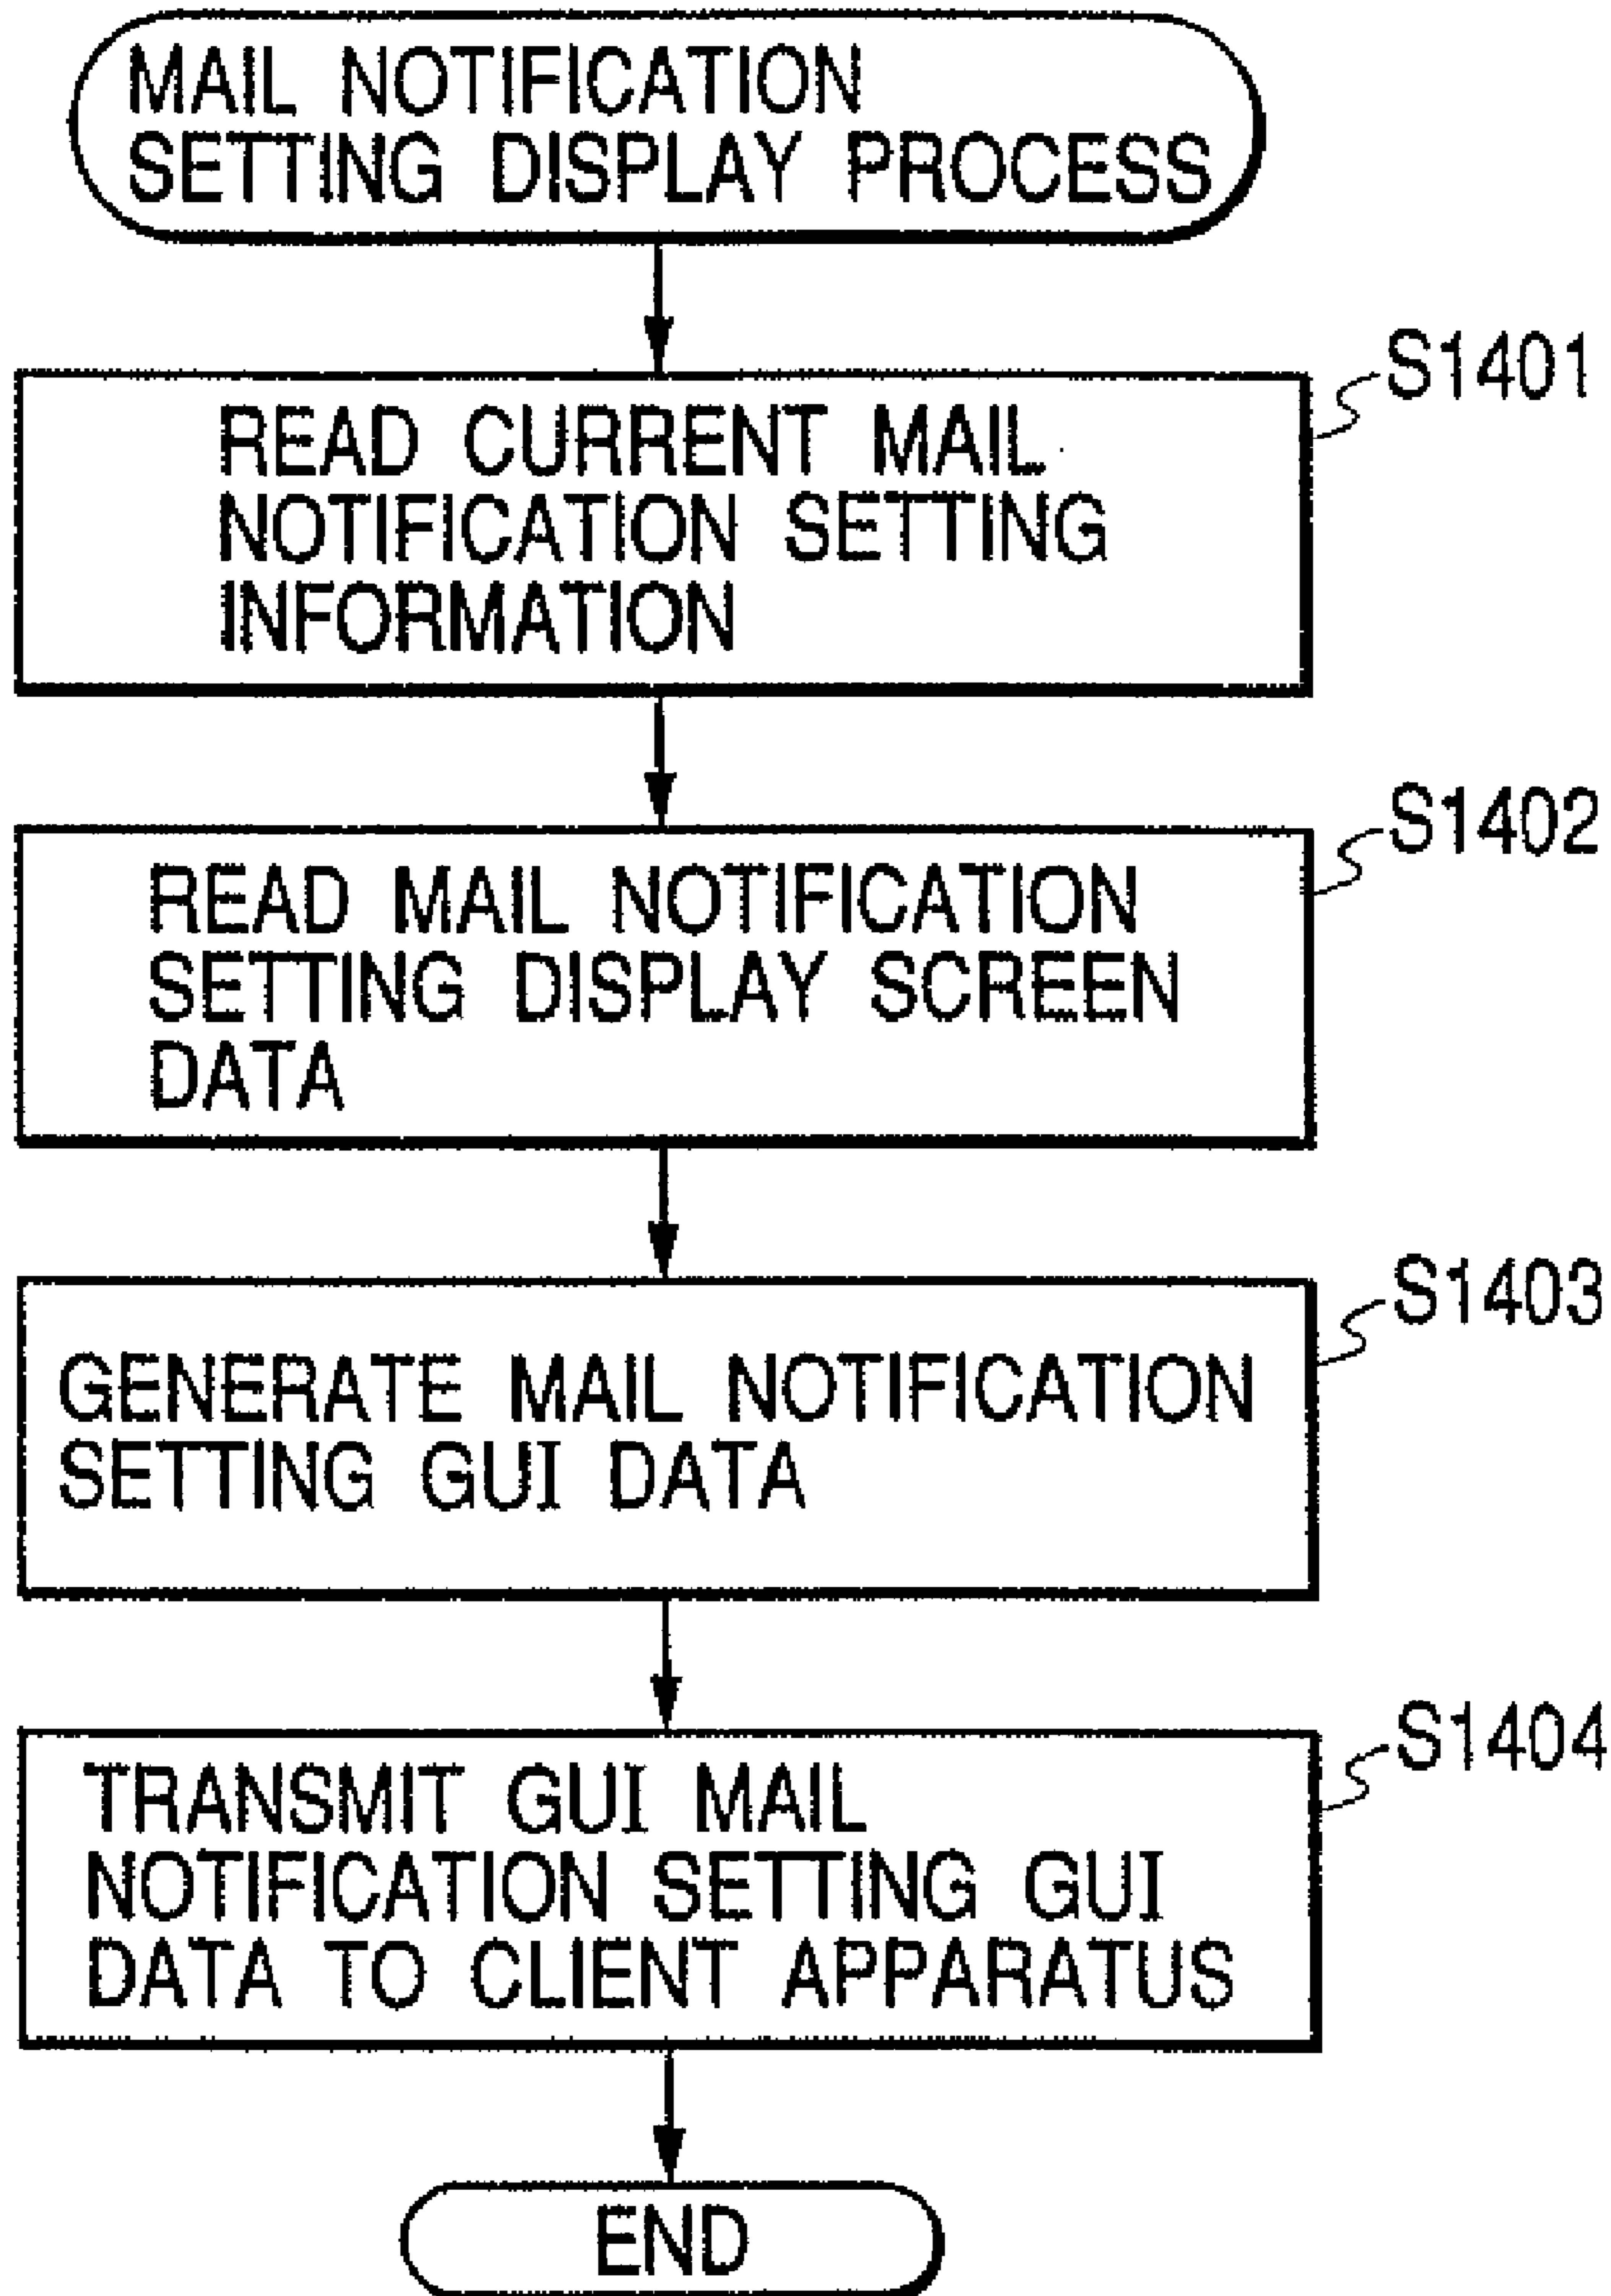 MAIL NOTIFICATION
SETTING DISPLAY PROCESS
S1401
READ CURRENT MAIL
NOTIFICATION SETTING
INFORMATION
S1402
READ MAIL NOTIFICATION
SETTING DISPLAY SCREEN
DATA
S1403
GENERATE MAIL NOTIFICATION
SETTING GUI DATA
S1404
TRANSMIT GUI MAIL
NOTIFICATION SETTING GUI
DATA TO CLIENT APPARATUS
END